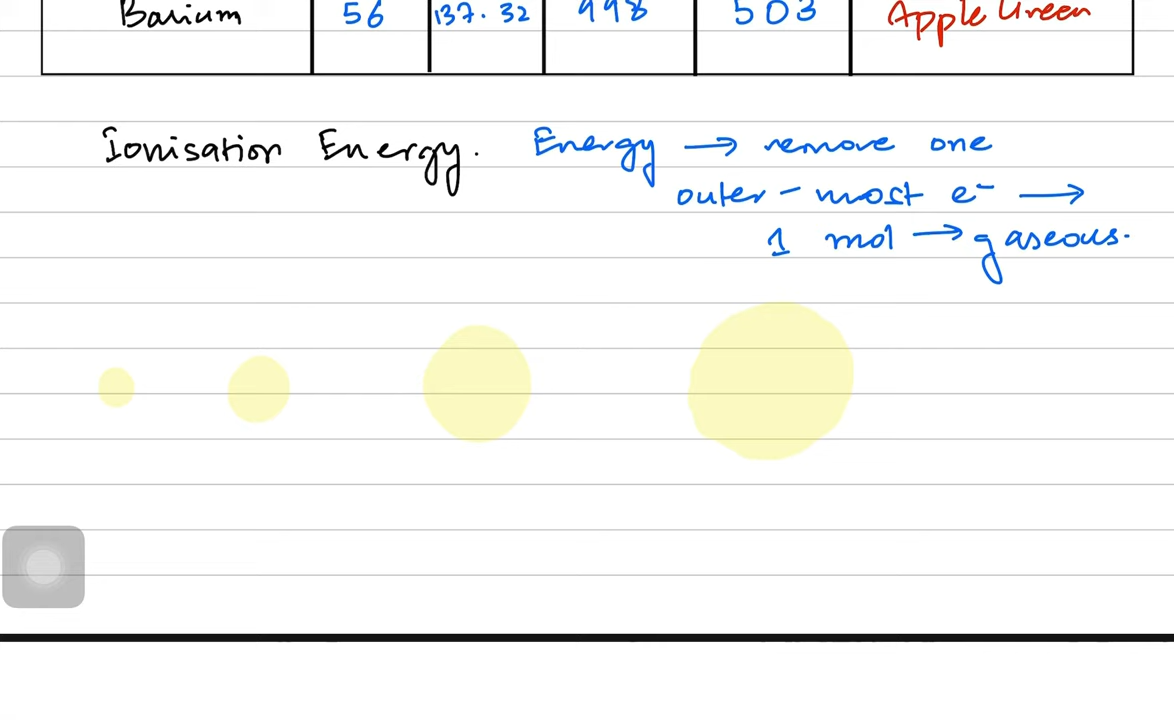 Barium 56 137.32 998 503 Apple Green
Ionisation Energy. Energy → remove one
outer-most e⁻ →
1 mol → gaseous.